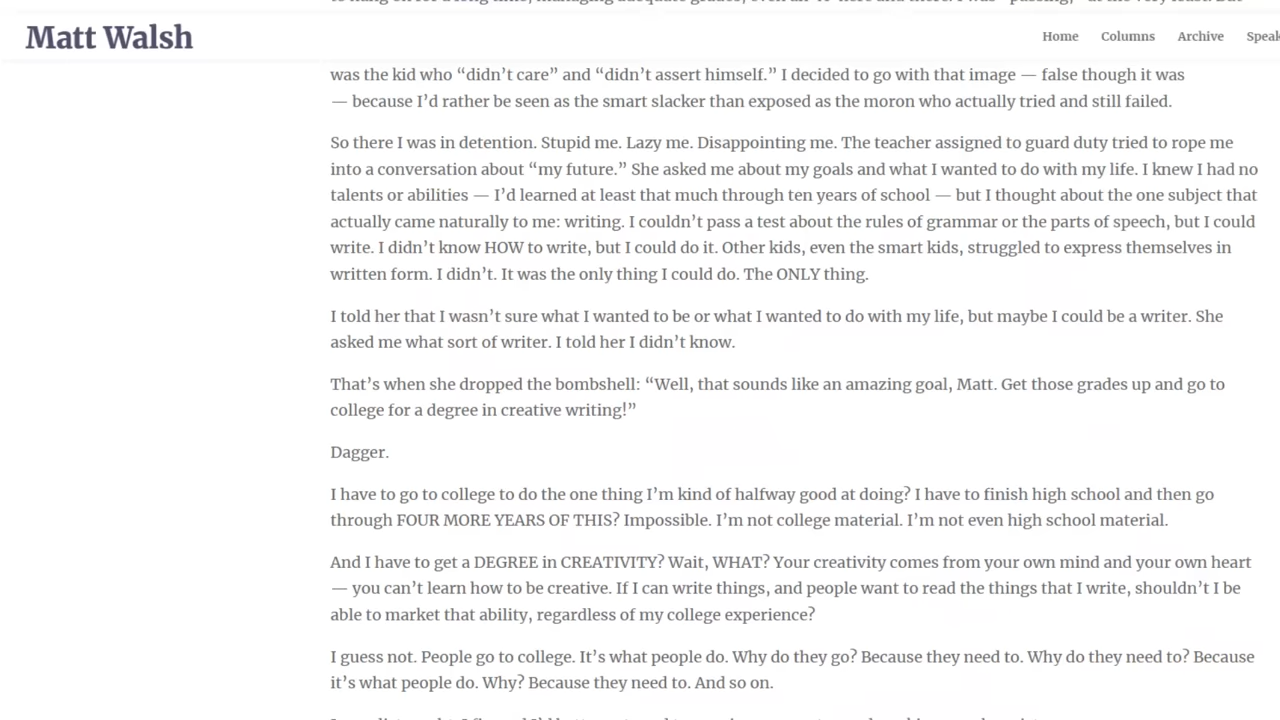 Matt Walsh
Home Columns Archive Speak
was the kid who “didn’t care” and “didn’t assert himself.” I decided to go with that image — false though it was
— because I’d rather be seen as the smart slacker than exposed as the moron who actually tried and still failed.
So there I was in detention. Stupid me. Lazy me. Disappointing me. The teacher assigned to guard duty tried to rope me
into a conversation about “my future.” She asked me about my goals and what I wanted to do with my life. I knew I had no
talents or abilities — I’d learned at least that much through ten years of school — but I thought about the one subject that
actually came naturally to me: writing. I couldn’t pass a test about the rules of grammar or the parts of speech, but I could
write. I didn’t know HOW to write, but I could do it. Other kids, even the smart kids, struggled to express themselves in
written form. I didn’t. It was the only thing I could do. The ONLY thing.
I told her that I wasn’t sure what I wanted to be or what I wanted to do with my life, but maybe I could be a writer. She
asked me what sort of writer. I told her I didn’t know.
That’s when she dropped the bombshell: “Well, that sounds like an amazing goal, Matt. Get those grades up and go to
college for a degree in creative writing!”
Dagger.
I have to go to college to do the one thing I’m kind of halfway good at doing? I have to finish high school and then go
through FOUR MORE YEARS OF THIS? Impossible. I’m not college material. I’m not even high school material.
And I have to get a DEGREE in CREATIVITY? Wait, WHAT? Your creativity comes from your own mind and your own heart
— you can’t learn how to be creative. If I can write things, and people want to read the things that I write, shouldn’t I be
able to market that ability, regardless of my college experience?
I guess not. People go to college. It’s what people do. Why do they go? Because they need to. Why do they need to? Because
it’s what people do. Why? Because they need to. And so on.